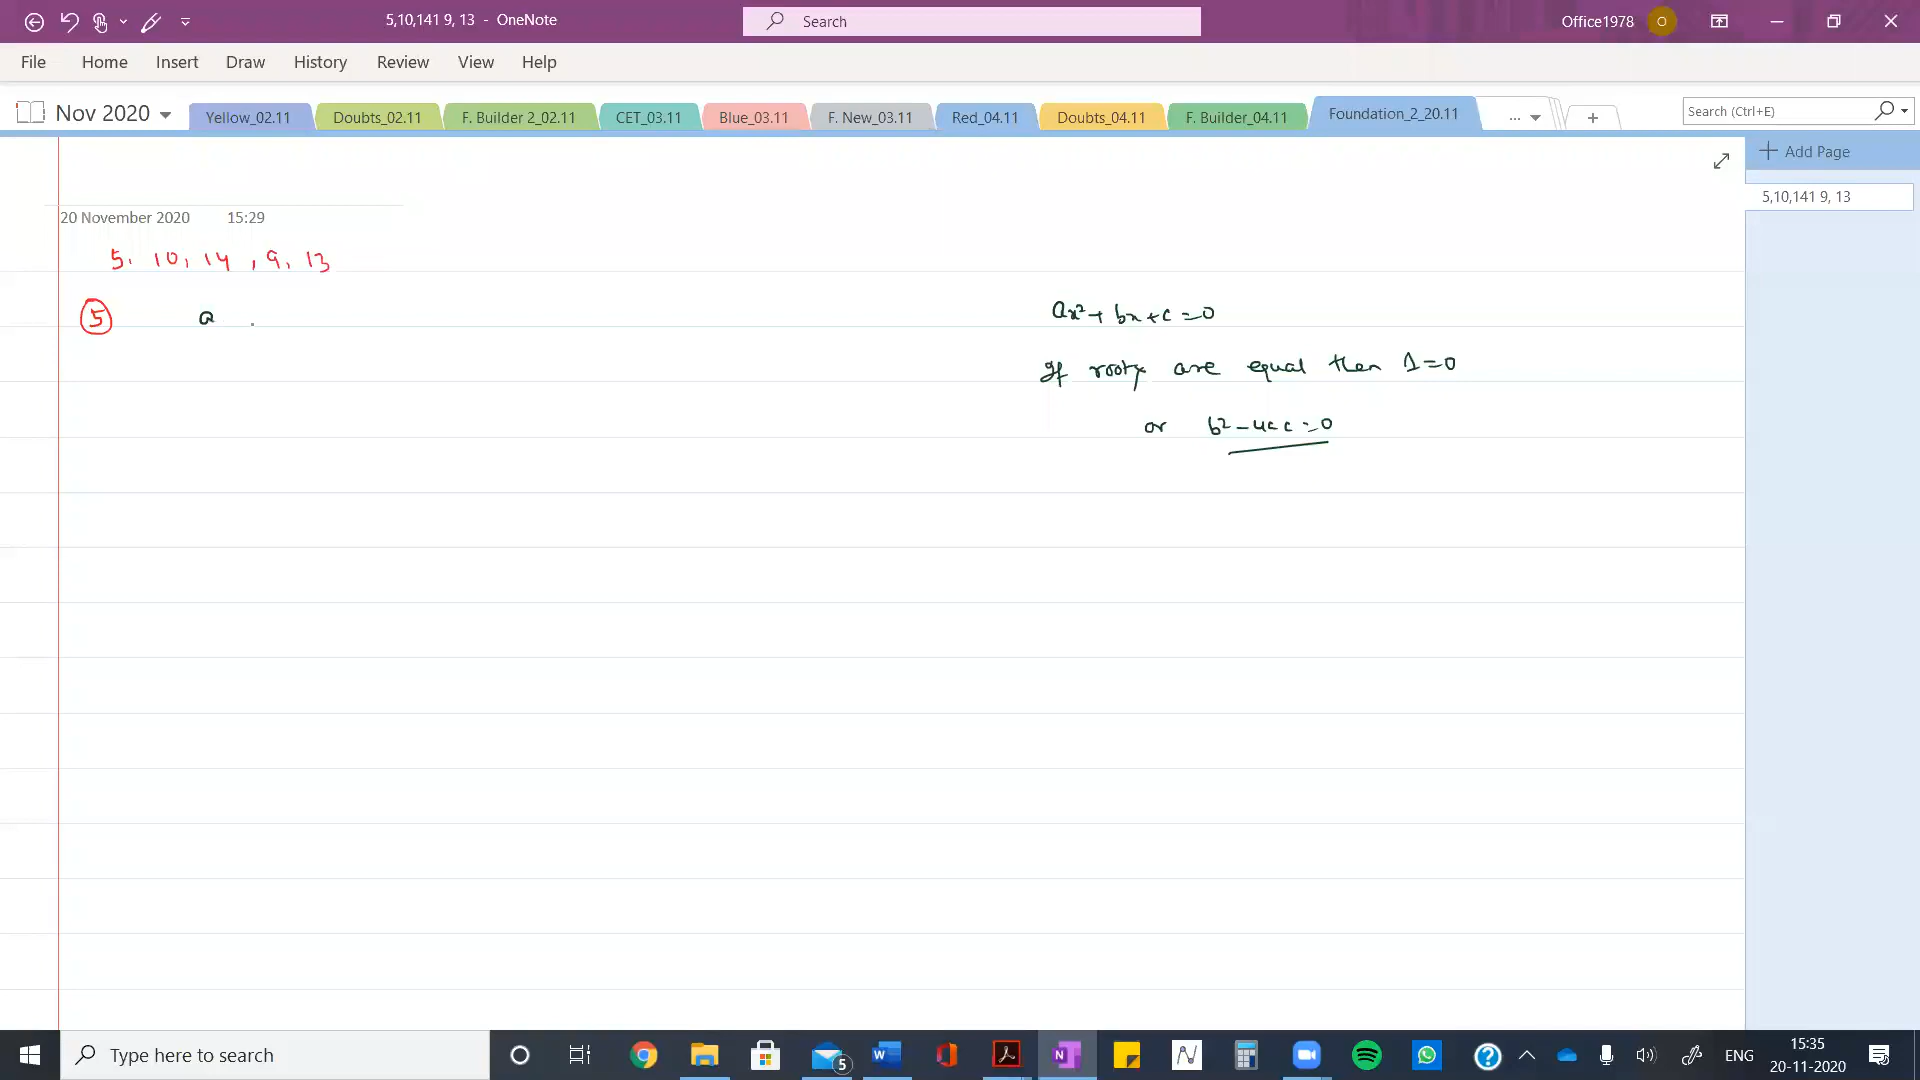 5,10,141 9, 13 - OneNote
Search
Office1978
O
File Home Insert Draw History Review View Help
Nov 2020
Yellow_02.11 Doubts_02.11 F. Builder 2_02.11 CET_03.11 Blue_03.11 F. New_03.11 Red_04.11 Doubts_04.11 F. Builder_04.11 Foundation_2_20.11 ... +
Search (Ctrl+E)
Add Page
5,10,141 9, 13
20 November 2020 15:29
5, 10, 14, 9, 13
5 a
ax²+bx+c=0
If roots are equal then 1=0
or b²-4ac=0
Type here to search
5
ENG
15:35
20-11-2020